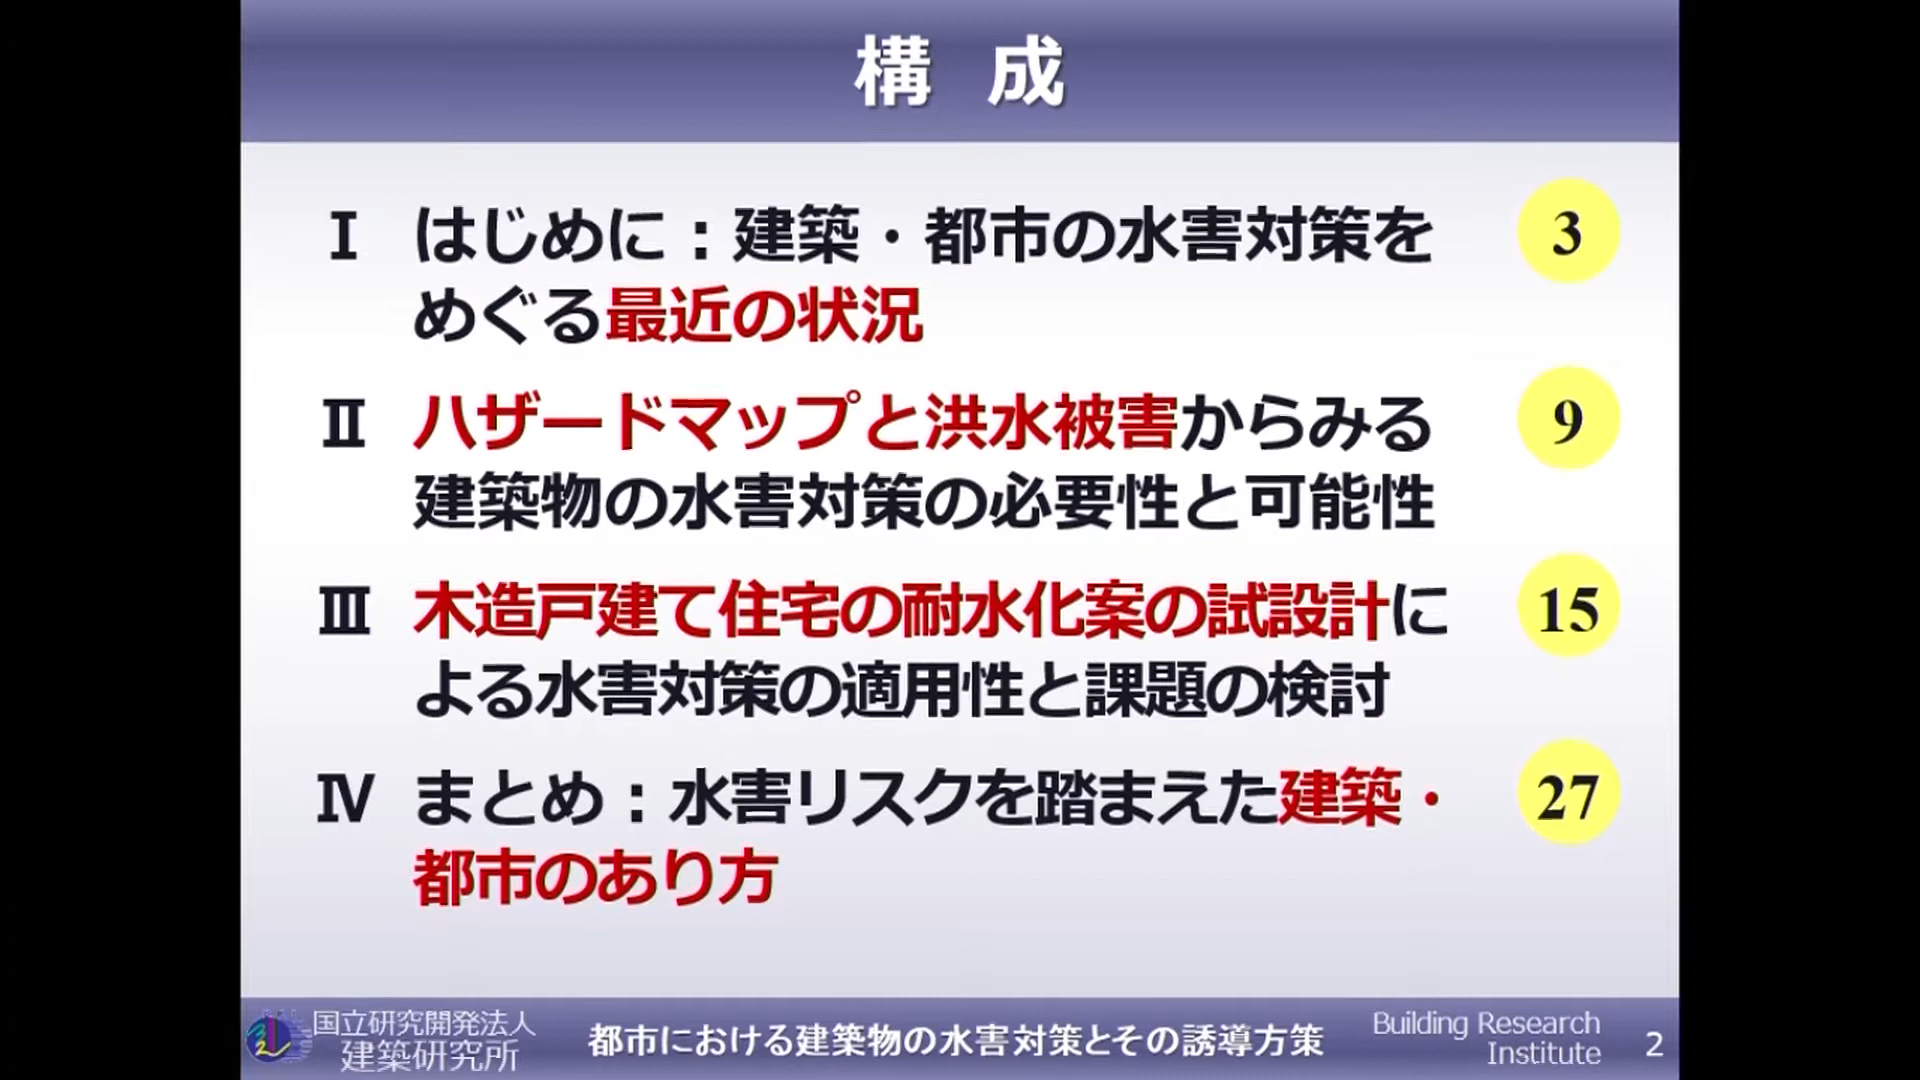 構 成
Ⅰ はじめに：建築・都市の水害対策を 3
めぐる最近の状況
Ⅱ ハザードマップと洪水被害からみる 9
建築物の水害対策の必要性と可能性
Ⅲ 木造戸建て住宅の耐水化案の試設計に 15
よる水害対策の適用性と課題の検討
Ⅳ まとめ：水害リスクを踏まえた建築・ 27
都市のあり方
国立研究開発法人
建築研究所
都市における建築物の水害対策とその誘導方策
Building Research
Institute
2